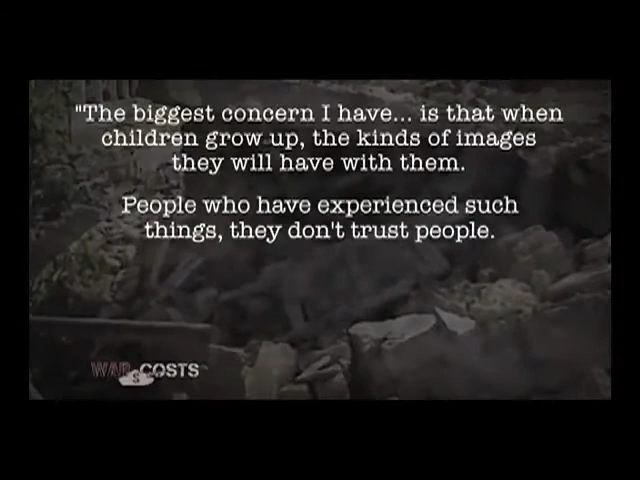 "The biggest concern I have... is that when
children grow up, the kinds of images
they will have with them.
People who have experienced such
things, they don't trust people.
WAR COSTS
$